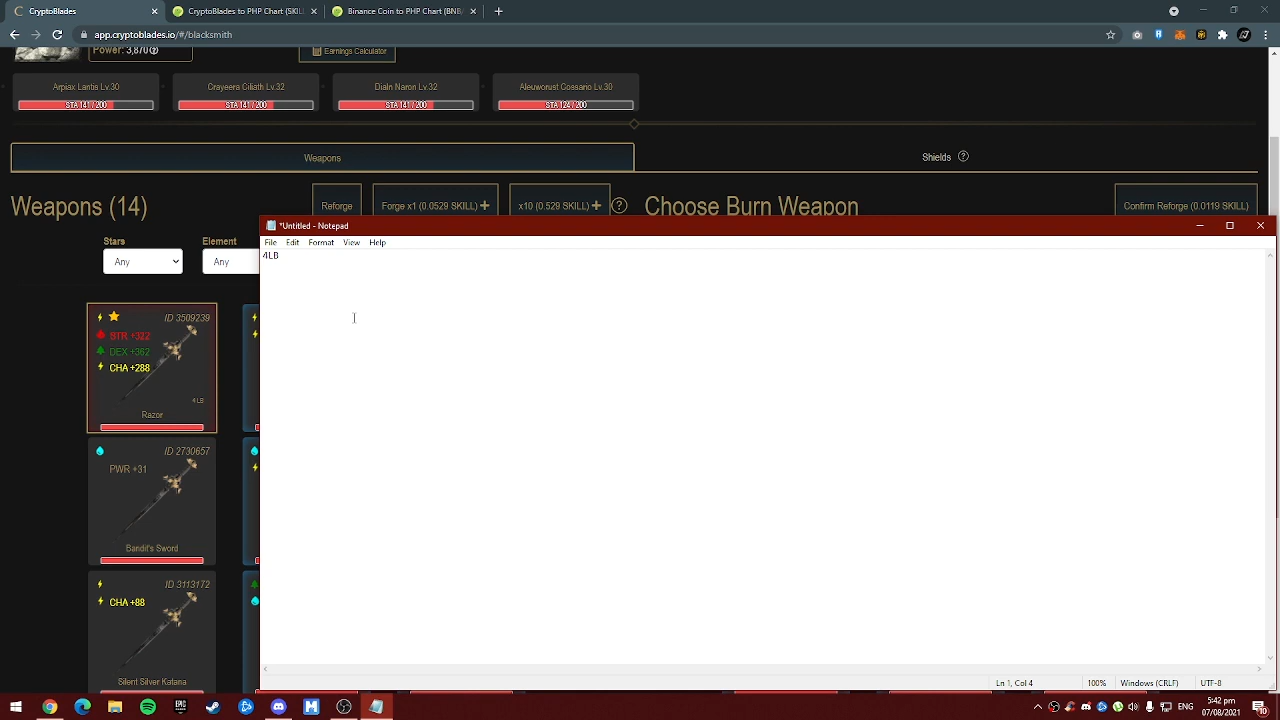 CryptoBlades
CryptoBlades to PHP Chart (SKILL
Binance Coin to PHP Chart (BNB/
app.cryptoblades.io/#/blacksmith
Power: 3,870
Earnings Calculator
Arpiax Lantis Lv.30
Crayeera Ciliath Lv.32
Dialn Naron Lv.32
Aleuworust Cossario Lv.30
STA 141 / 200
STA 141 / 200
STA 141 / 200
STA 124 / 200
Weapons
Shields ?
Weapons (14)
Reforge
Forge x1 (0.0529 SKILL) +
x10 (0.529 SKILL) +
?
Choose Burn Weapon
Confirm Reforge (0.0119 SKILL)
*Untitled - Notepad
File Edit Format View Help
4LB
Stars
Element
Any
Any
ID 3509239
STR +322
DEX +362
CHA +288
4LB
Razor
ID 2730657
PWR +31
Bandit's Sword
ID 3113172
CHA +88
Silent Silver Katana
Ln 1, Col 4
100%
Windows (CRLF)
UTF-8
ENG
5:42 pm
07/08/2021
10